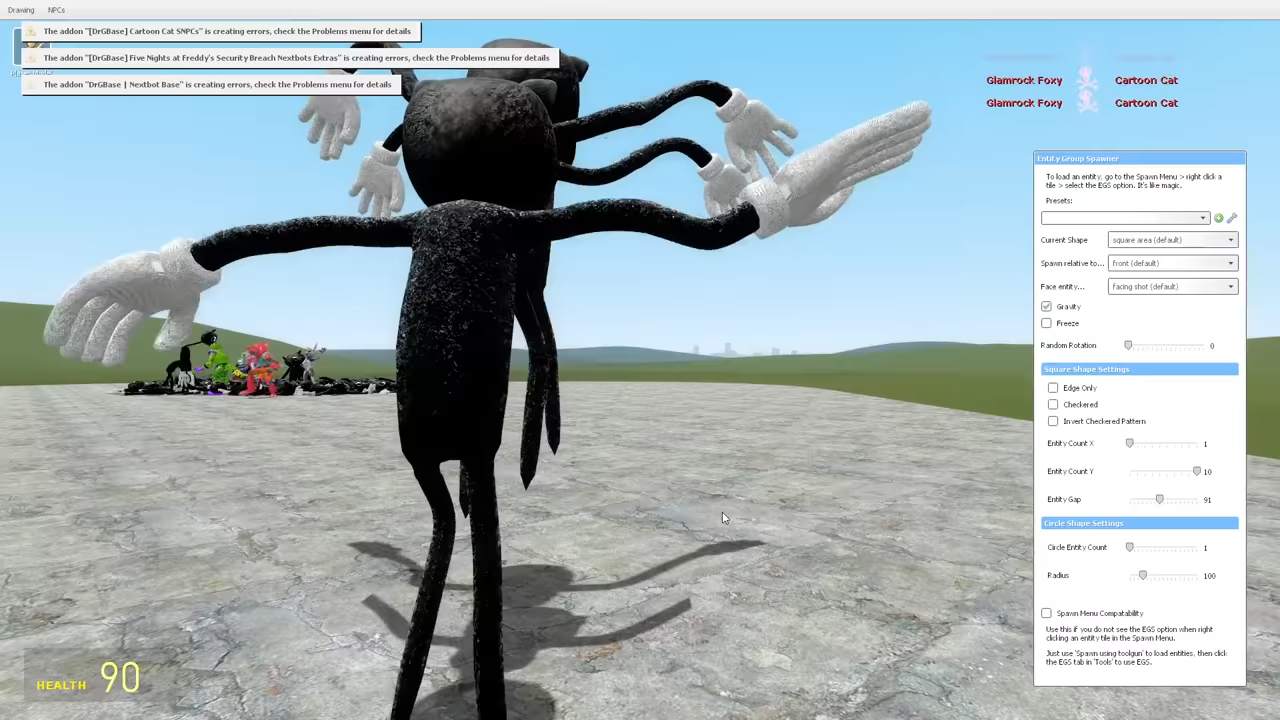 Drawing NPCs
The addon "[DrGBase] Cartoon Cat SNPCs" is creating errors, check the Problems menu for details
The addon "[DrGBase] Five Nights at Freddy's Security Breach Nextbots Extras" is creating errors, check the Problems menu for details
The addon "DrGBase | Nextbot Base" is creating errors, check the Problems menu for details
Glamrock Foxy Cartoon Cat
Glamrock Foxy Cartoon Cat
Entity Group Spawner
To load an entity, go to the Spawn Menu > right click a
tile > select the EGS option. It's like magic.
Presets:
Current Shape square area (default)
Spawn relative to... front (default)
Face entity... facing shot (default)
Gravity
Freeze
Random Rotation 0
Square Shape Settings
Edge Only
Checkered
Invert Checkered Pattern
Entity Count X 1
Entity Count Y 10
Entity Gap 91
Circle Shape Settings
Circle Entity Count 1
Radius 100
Spawn Menu Compatability
Use this if you do not see the EGS option when right
clicking an entity tile in the Spawn Menu.
Just use 'Spawn using toolgun' to load entities, then click
the EGS tab in 'Tools' to use EGS.
HEALTH 90